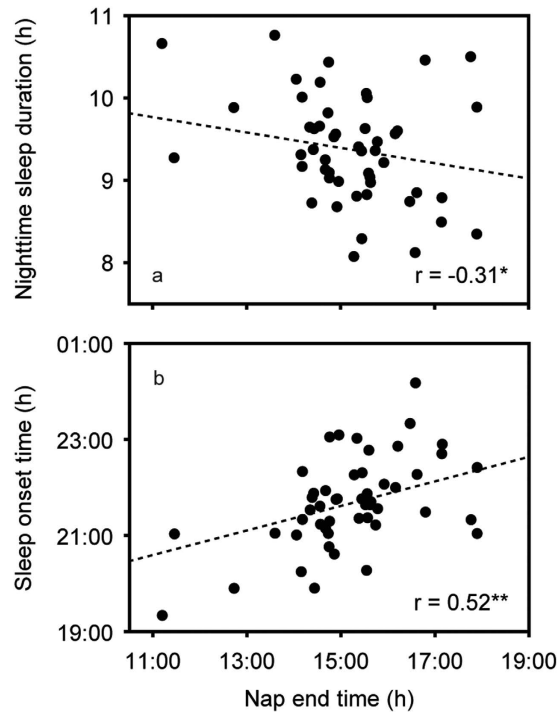 Nighttime sleep duration (h)
11
10
9
8
a
r = -0.31*
Sleep onset time (h)
01:00
23:00
21:00
19:00
b
r = 0.52**
11:00 13:00 15:00 17:00 19:00
Nap end time (h)